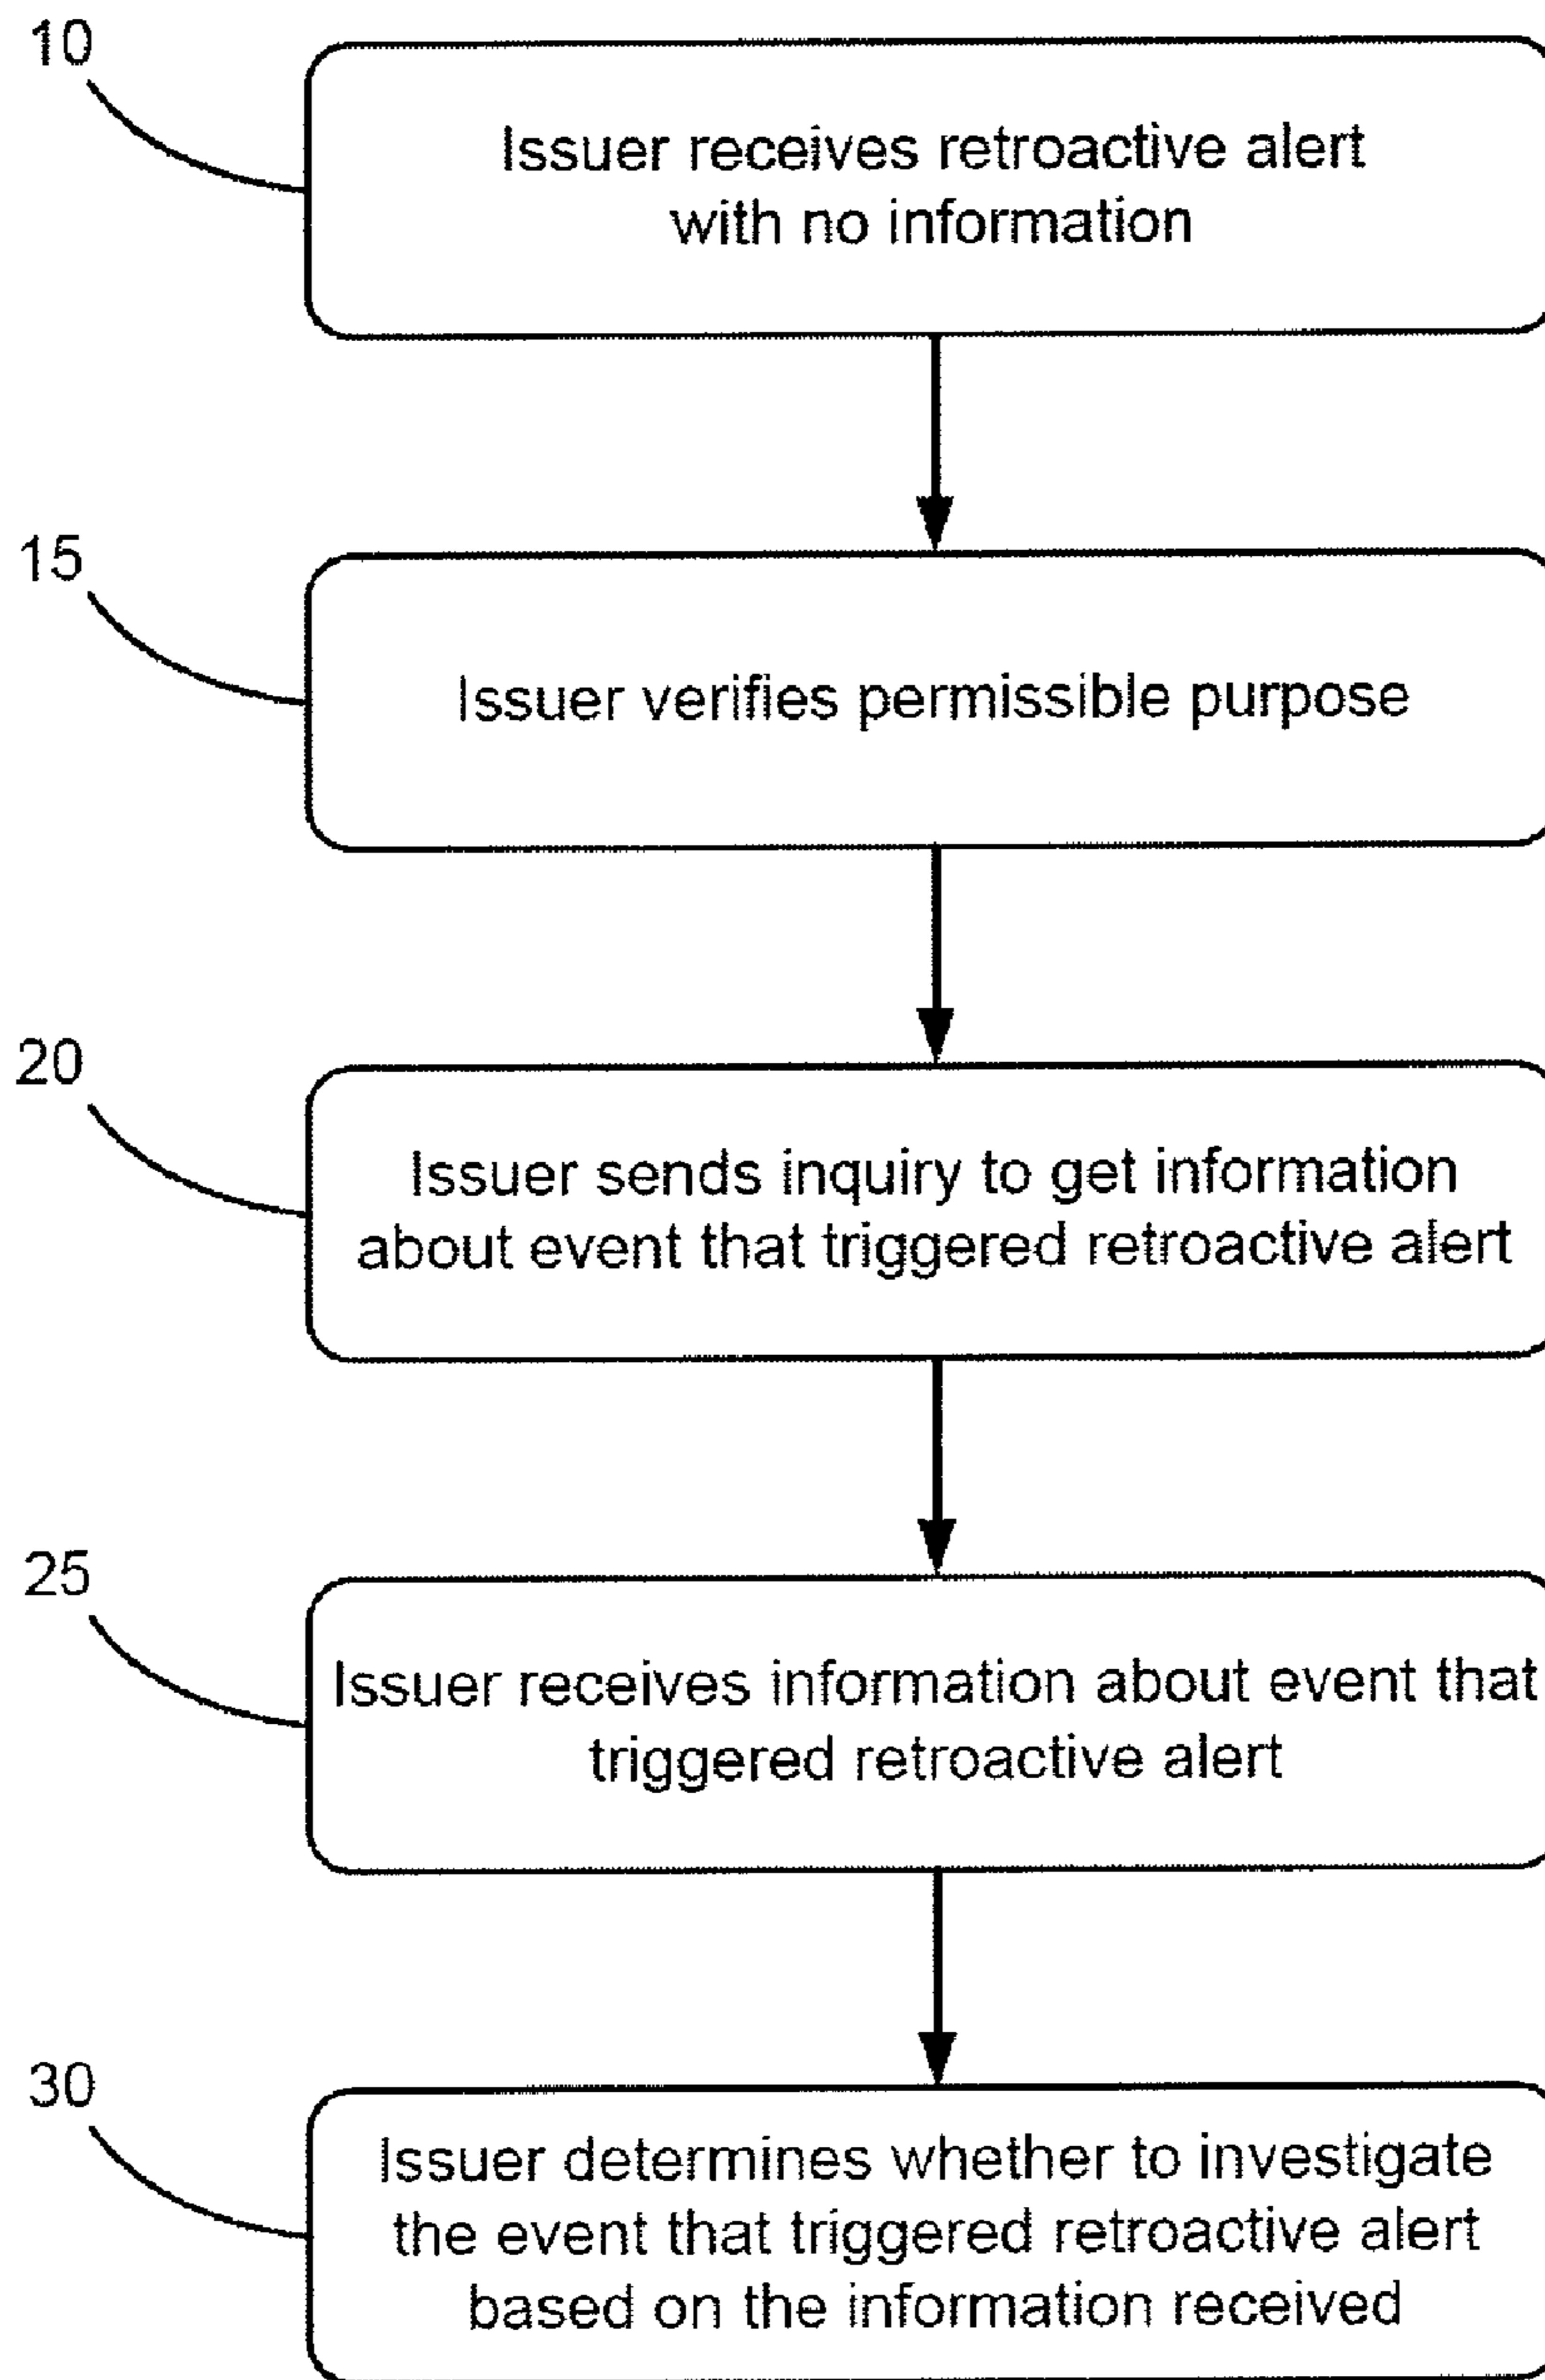 10
Issuer receives retroactive alert
with no information
15
Issuer verifies permissible purpose
20
Issuer sends inquiry to get information
about event that triggered retroactive alert
25
Issuer receives information about event that
triggered retroactive alert
30
Issuer determines whether to investigate
the event that triggered retroactive alert
based on the information received